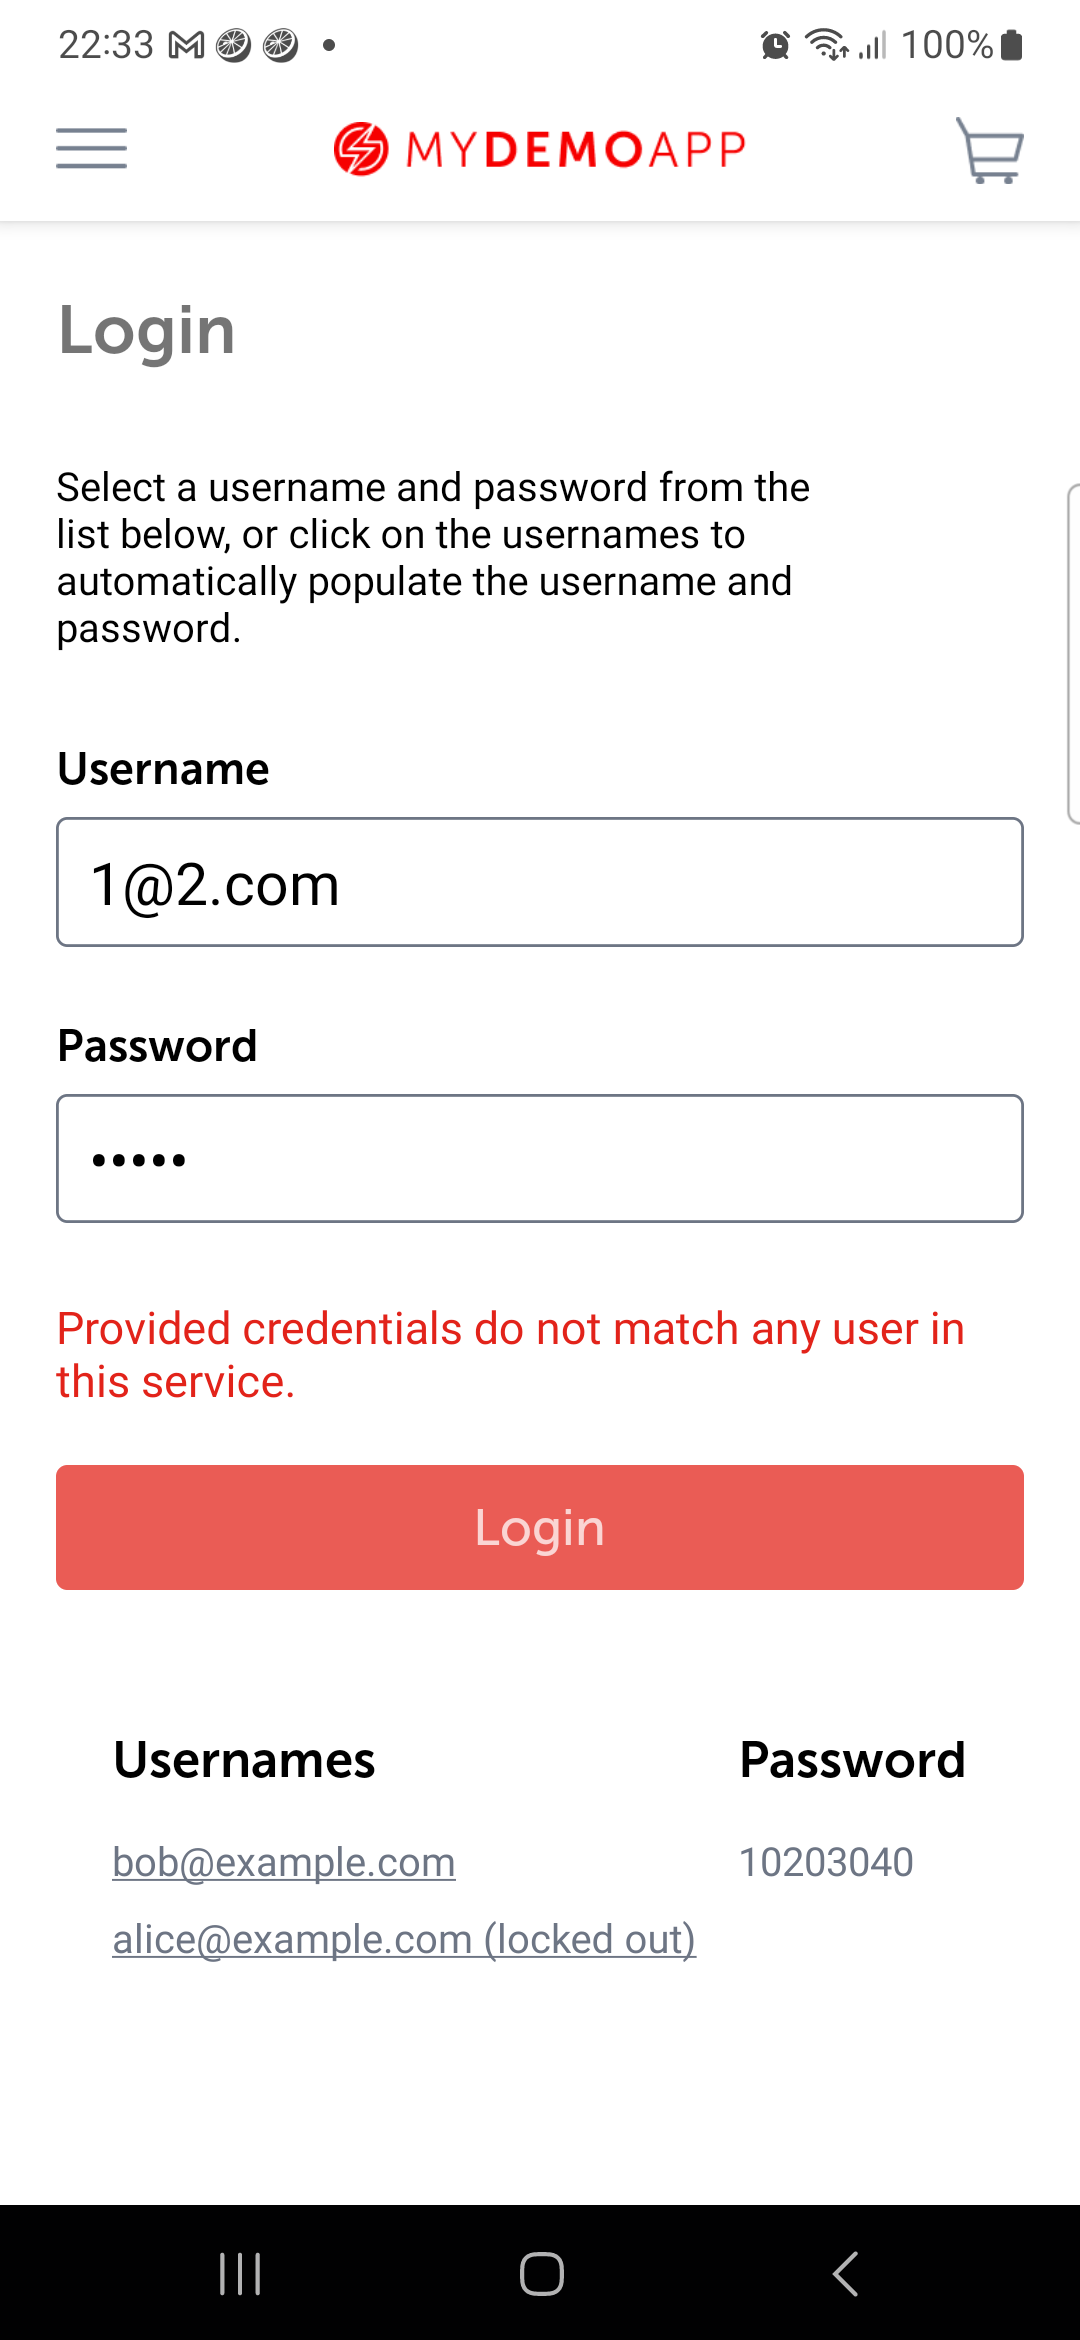 22:33
100%
MYDEMOAPP
Login
Select a username and password from the
list below, or click on the usernames to
automatically populate the username and
password.
Username
1@2.com
Password
•••••
Provided credentials do not match any user in
this service.
Login
Usernames Password
bob@example.com 10203040
alice@example.com (locked out)